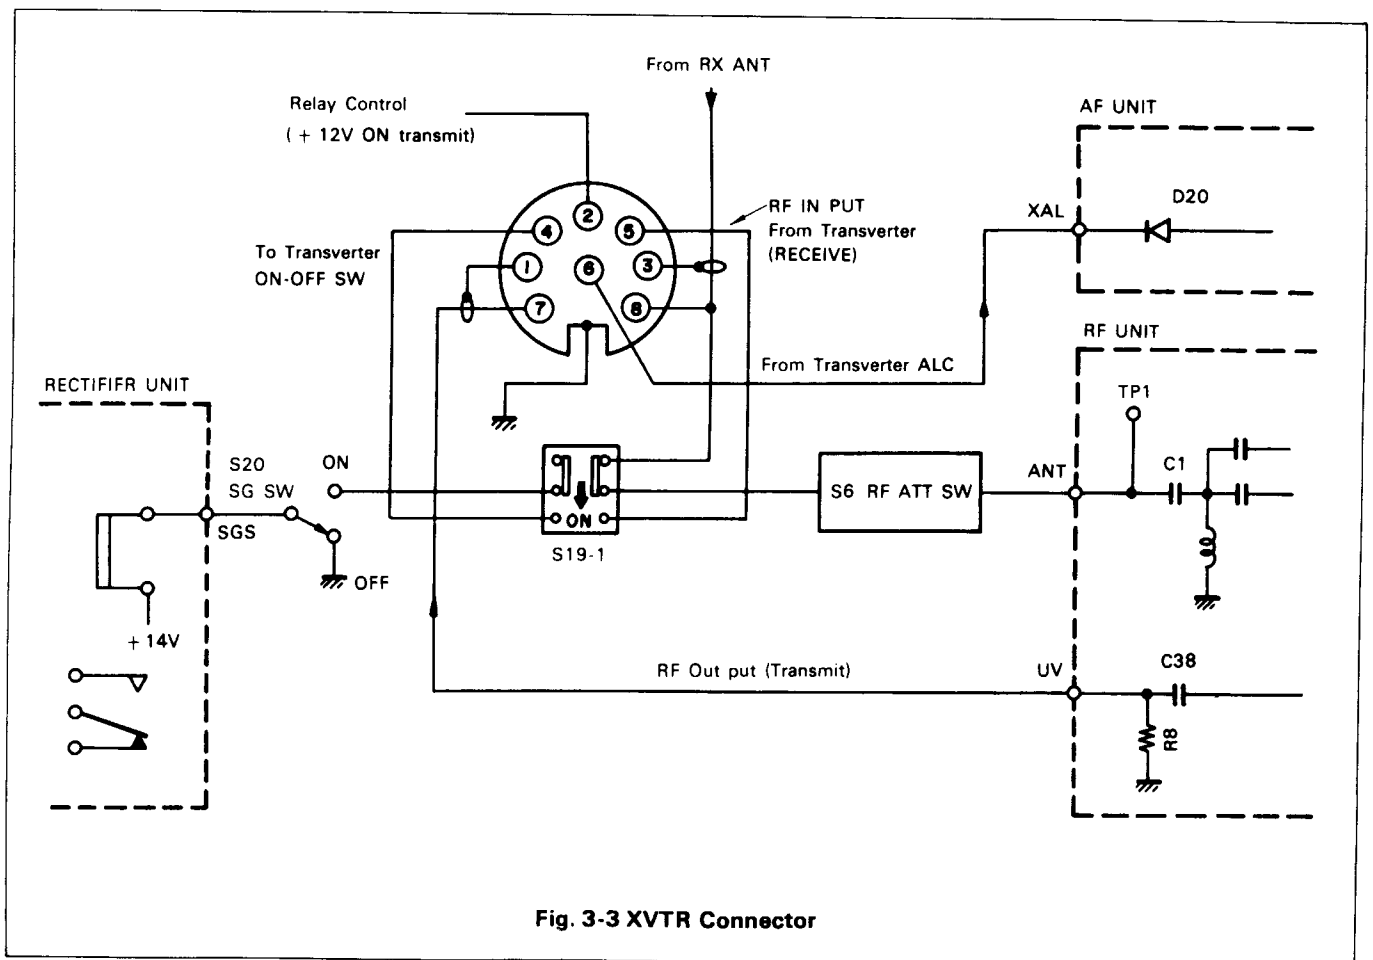 From RX ANT
Relay Control
( + 12V ON transmit)
AF UNIT
RF IN PUT
From Transverter
(RECEIVE)
XAL
D20
2
4
5
To Transverter
ON-OFF SW
1
6
3
7
8
RF UNIT
From Transverter ALC
RECTIFIFR UNIT
TP1
S20
SG SW
ON
S6 RF ATT SW
ANT
C1
SGS
ON
S19-1
OFF
+ 14V
RF Out put (Transmit)
UV
C38
R8
Fig. 3-3 XVTR Connector